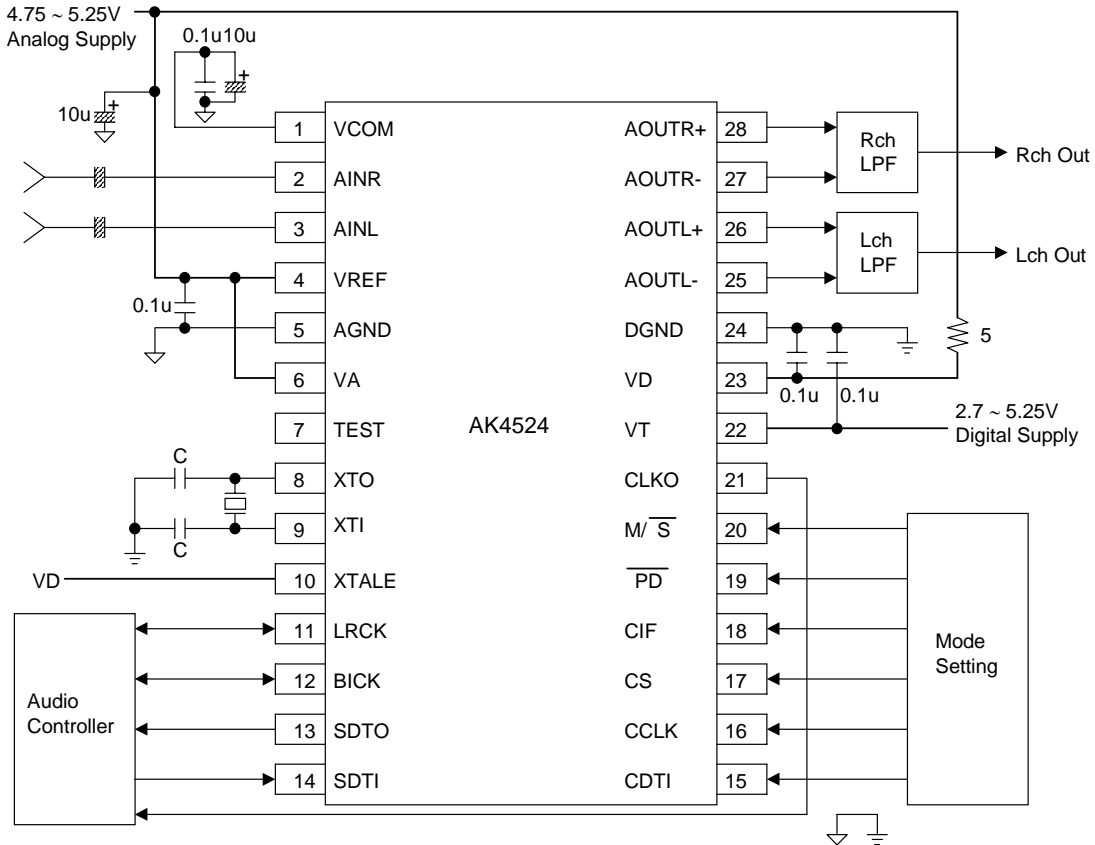 4.75 ~ 5.25V
Analog Supply
0.1u10u
+
+
10u
1 VCOM
2 AINR
3 AINL
4 VREF
0.1u
5 AGND
6 VA
7 TEST
C
8 XTO
9 XTI
C
VD
10 XTALE
11 LRCK
12 BICK
13 SDTO
14 SDTI
Audio
Controller
AK4524
AOUTR+ 28
AOUTR- 27
AOUTL+ 26
AOUTL- 25
DGND 24
VD 23
VT 22
CLKO 21
M/S̅ 20
P̅D̅ 19
CIF 18
CS 17
CCLK 16
CDTI 15
Rch
LPF
Rch Out
Lch
LPF
Lch Out
5
0.1u
0.1u
2.7 ~ 5.25V
Digital Supply
Mode
Setting